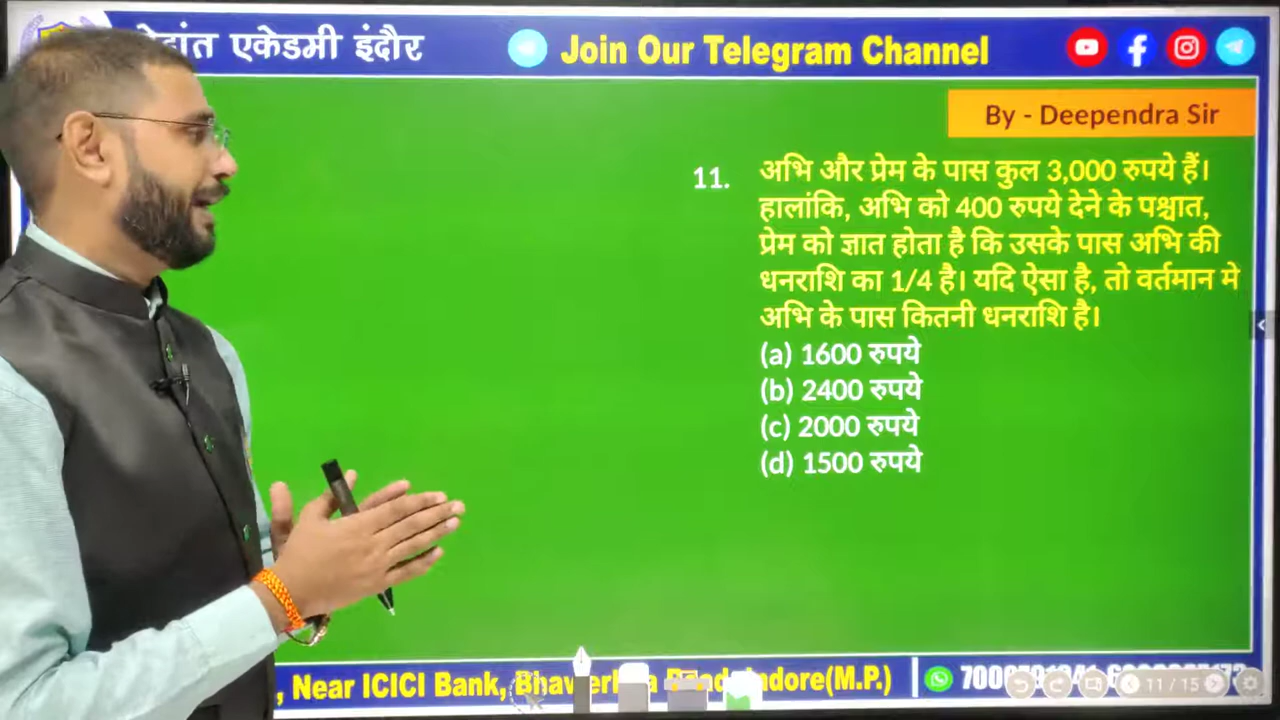 एकेडमी इंदौर
Join Our Telegram Channel
By - Deependra Sir
11. अभि और प्रेम के पास कुल 3,000 रुपये हैं।
हालांकि, अभि को 400 रुपये देने के पश्चात,
प्रेम को ज्ञात होता है कि उसके पास अभि की
धनराशि का 1/4 है। यदि ऐसा है, तो वर्तमान मे
अभि के पास कितनी धनराशि है।
(a) 1600 रुपये
(b) 2400 रुपये
(c) 2000 रुपये
(d) 1500 रुपये
, Near ICICI Bank, Indore(M.P.)
11 / 15